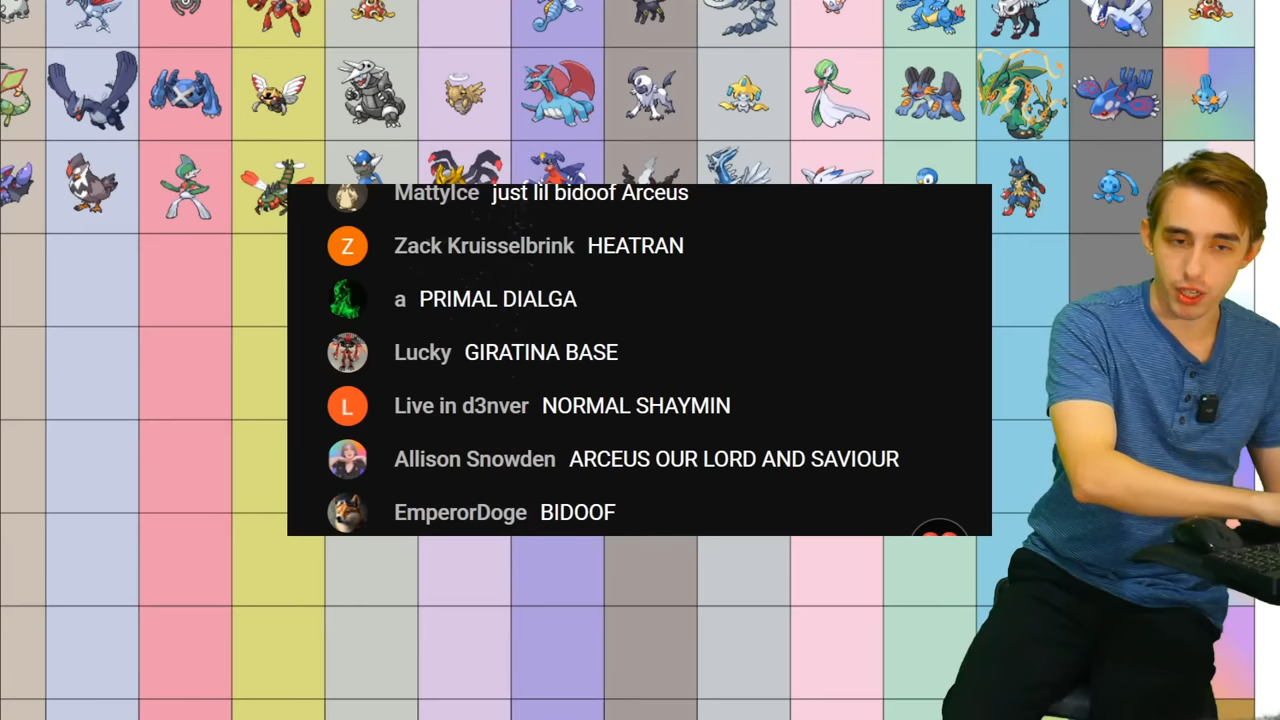 MattyIce just lil bidoof Arceus
Z Zack Kruisselbrink HEATRAN
a PRIMAL DIALGA
Lucky GIRATINA BASE
L Live in d3nver NORMAL SHAYMIN
Allison Snowden ARCEUS OUR LORD AND SAVIOUR
EmperorDoge BIDOOF